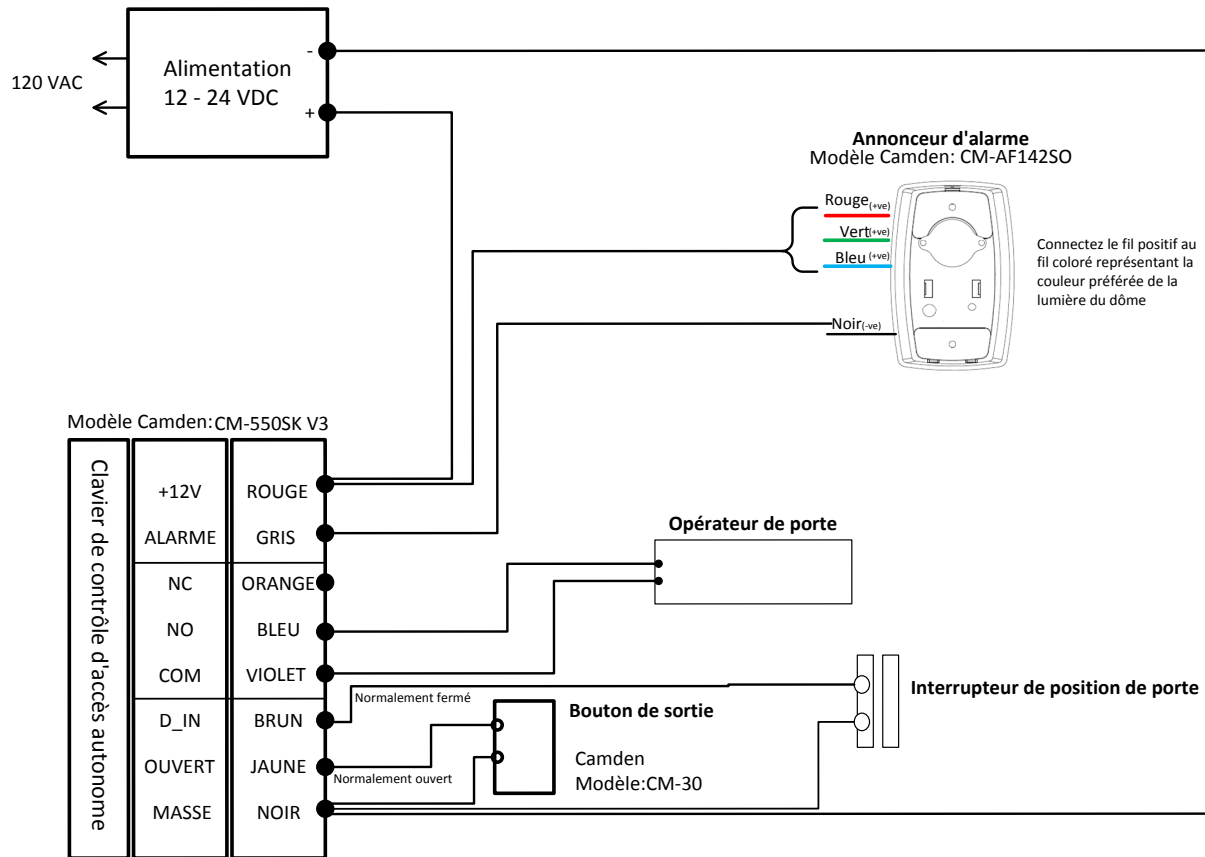 120 VAC
Alimentation
12 - 24 VDC
-
+
Annonceur d'alarme
Modèle Camden: CM-AF142SO
Rouge(+ve)
Vert(+ve)
Bleu (+ve)
Noir(-ve)
Connectez le fil positif au
fil coloré représentant la
couleur préférée de la
lumière du dôme
Modèle Camden: CM-550SK V3
Clavier de contrôle d'accès autonome
+12V ROUGE
ALARME GRIS
NC ORANGE
NO BLEU
COM VIOLET
D_IN BRUN
OUVERT JAUNE
MASSE NOIR
Opérateur de porte
Normalement fermé
Normalement ouvert
Bouton de sortie
Camden
Modèle:CM-30
Interrupteur de position de porte